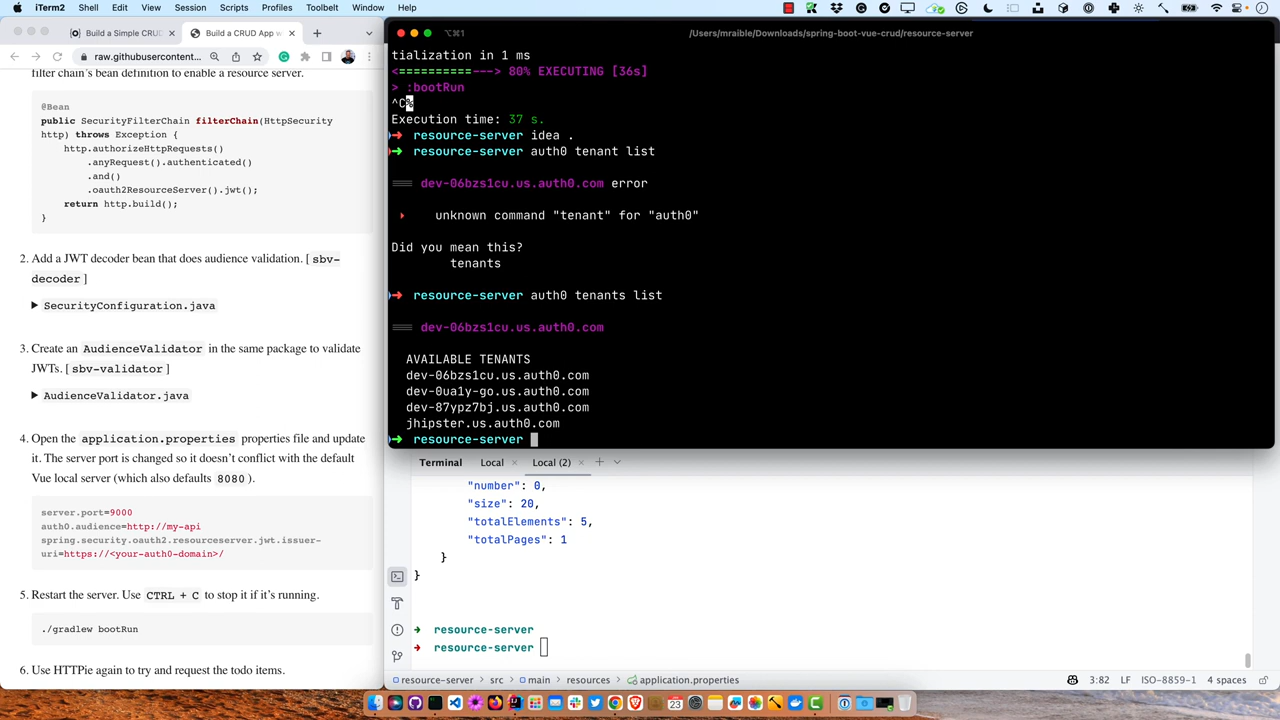 iTerm2 Shell Edit View Session Scripts Profiles Toolbelt Window Help
Build a Simple CRUD
Build a CRUD App w
raw.githubusercontent...
filter chain's bean definition to enable a resource server.
@Bean
public SecurityFilterChain filterChain(HttpSecurity
http) throws Exception {
http.authorizeHttpRequests()
.anyRequest().authenticated()
.and()
.oauth2ResourceServer().jwt();
return http.build();
}
2. Add a JWT decoder bean that does audience validation. [ sbv-
decoder ]
▶ SecurityConfiguration.java
3. Create an AudienceValidator in the same package to validate
JWTs. [ sbv-validator ]
▶ AudienceValidator.java
4. Open the application.properties properties file and update
it. The server port is changed so it doesn't conflict with the default
Vue local server (which also defaults 8080 ).
server.port=9000
auth0.audience=http://my-api
spring.security.oauth2.resourceserver.jwt.issuer-
uri=https://<your-auth0-domain>/
5. Restart the server. Use CTRL + C to stop it if it's running.
./gradlew bootRun
6. Use HTTPie again to try and request the todo items.
⌥⌘1
/Users/mraible/Downloads/spring-boot-vue-crud/resource-server
tialization in 1 ms
<==========---> 80% EXECUTING [36s]
> :bootRun
^C%
Execution time: 37 s.
➜ resource-server idea .
➜ resource-server auth0 tenant list
=== dev-06bzs1cu.us.auth0.com error
▸ unknown command "tenant" for "auth0"
Did you mean this?
tenants
➜ resource-server auth0 tenants list
=== dev-06bzs1cu.us.auth0.com
AVAILABLE TENANTS
dev-06bzs1cu.us.auth0.com
dev-0ua1y-go.us.auth0.com
dev-87ypz7bj.us.auth0.com
jhipster.us.auth0.com
➜ resource-server
Terminal Local × Local (2) ×
"number": 0,
"size": 20,
"totalElements": 5,
"totalPages": 1
}
}
➜ resource-server
➜ resource-server
resource-server > src > main > resources > application.properties
3:82 LF ISO-8859-1 4 spaces
23